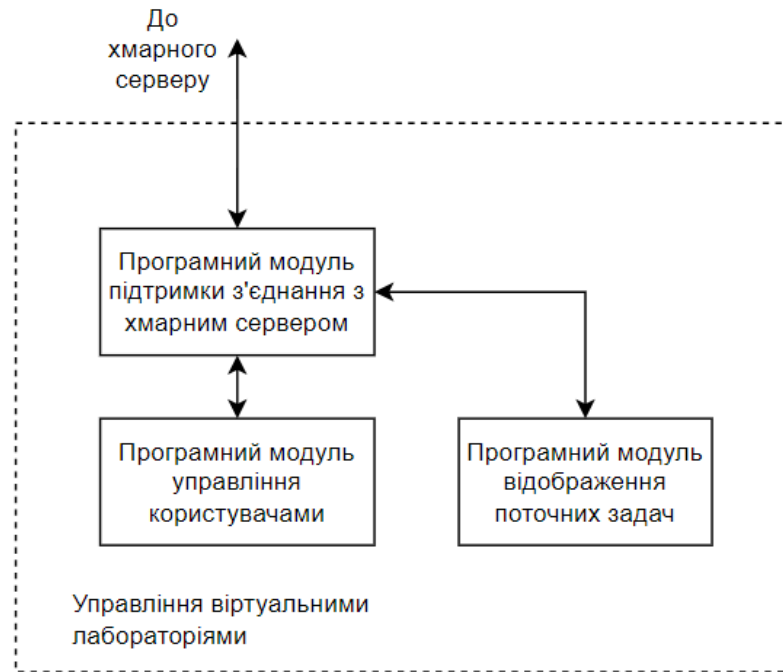 До
хмарного
серверу
Програмний модуль
підтримки з'єднання з
хмарним сервером
Програмний модуль
управління
користувачами
Програмний модуль
відображення
поточних задач
Управління віртуальними
лабораторіями